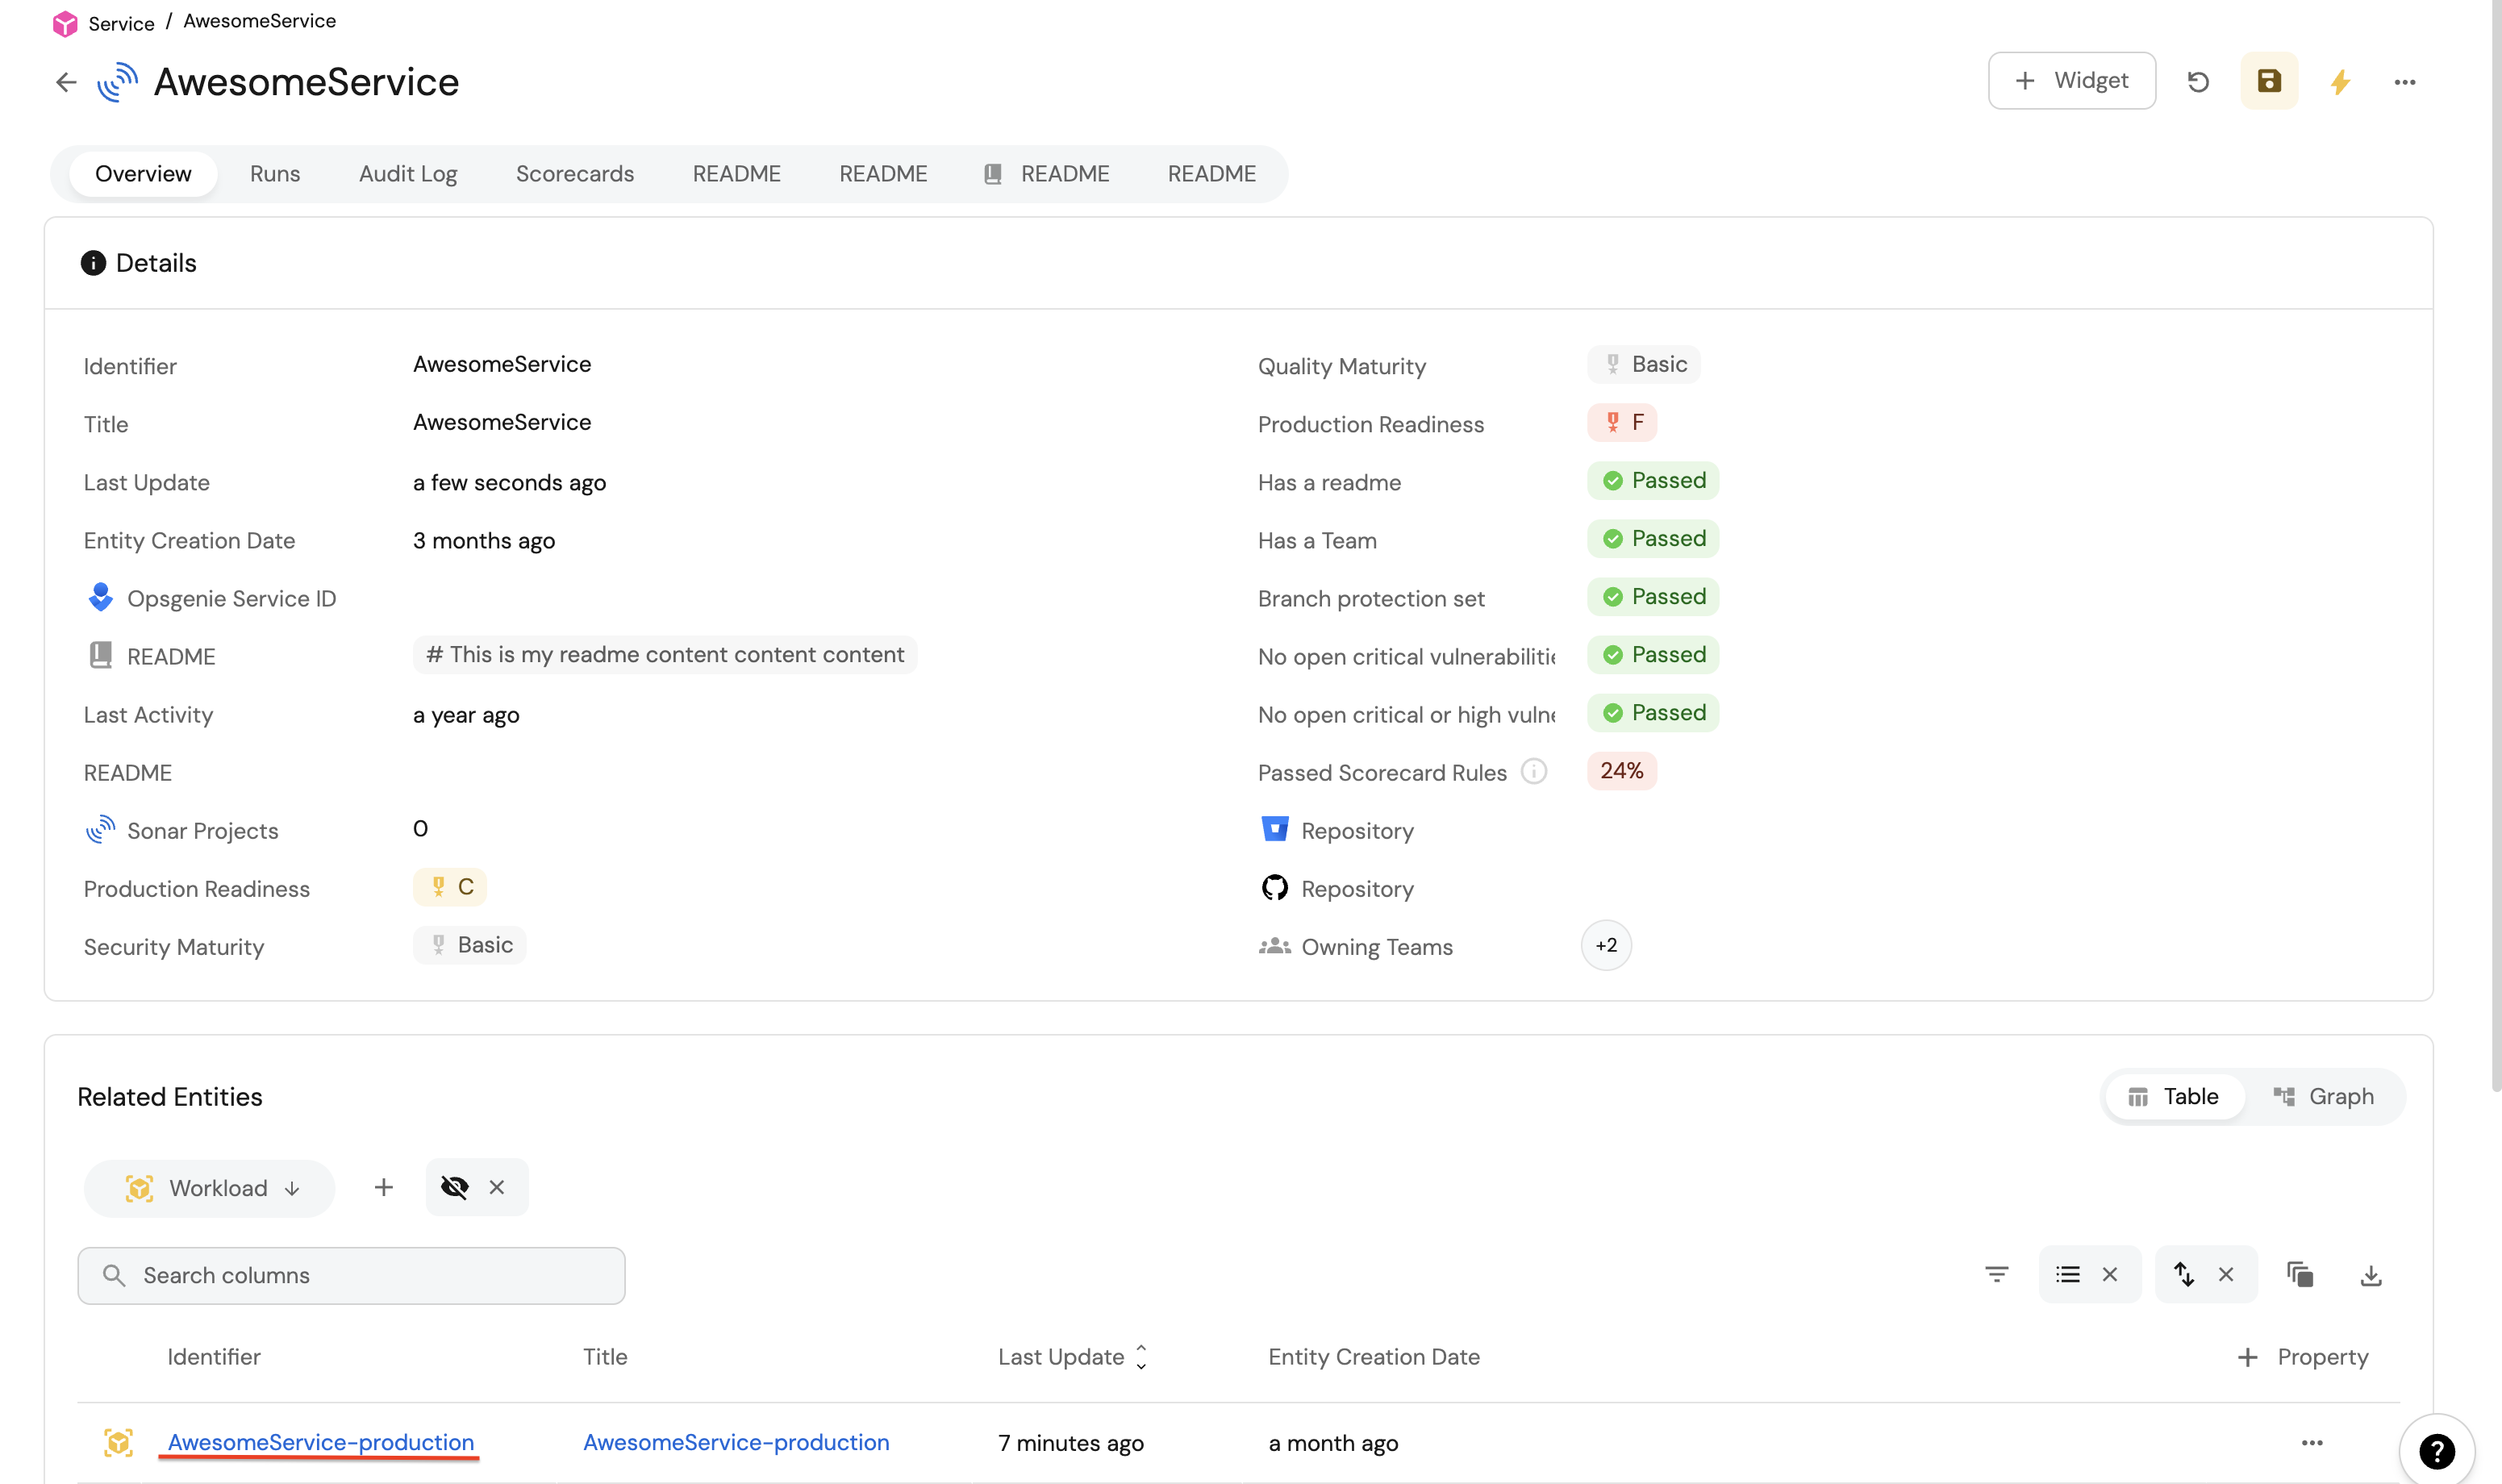 Service / AwesomeService
AwesomeService
+ Widget
Overview Runs Audit Log Scorecards README README README README
Details
Identifier AwesomeService
Title AwesomeService
Last Update a few seconds ago
Entity Creation Date 3 months ago
Opsgenie Service ID
README # This is my readme content content content
Last Activity a year ago
README
Sonar Projects 0
Production Readiness C
Security Maturity Basic
Quality Maturity Basic
Production Readiness F
Has a readme Passed
Has a Team Passed
Branch protection set Passed
No open critical vulnerabilitie Passed
No open critical or high vulne Passed
Passed Scorecard Rules 24%
Repository
Repository
Owning Teams +2
Related Entities
Table Graph
Workload
Search columns
Identifier Title Last Update Entity Creation Date + Property
AwesomeService-production AwesomeService-production 7 minutes ago a month ago